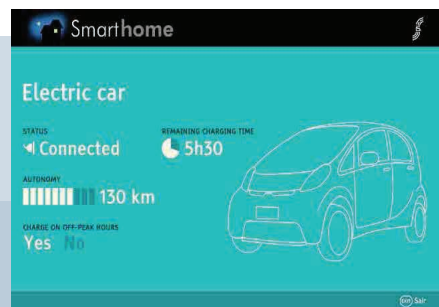 Smarthome
Electric car
STATUS
Connected
REMAINING CHARGING TIME
5h30
AUTONOMY
130 km
CHARGE ON OFF-PEAK HOURS
Yes No
Sair